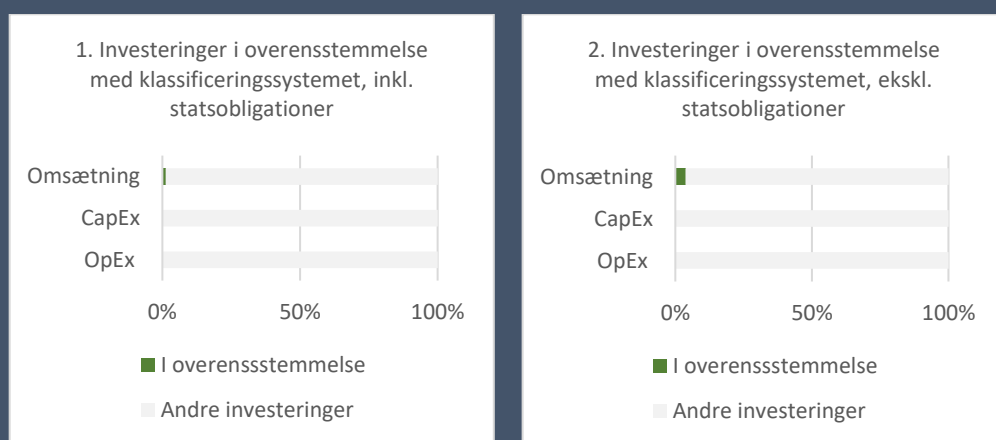 1. Investeringer i overensstemmelse
med klassificeringssystemet, inkl.
statsobligationer
Omsætning
CapEx
OpEx
0%
50%
100%
I overenssstemmelse
Andre investeringer
2. Investeringer i overensstemmelse
med klassificeringssystemet, ekskl.
statsobligationer
Omsætning
CapEx
OpEx
0%
50%
100%
I overenssstemmelse
Andre investeringer